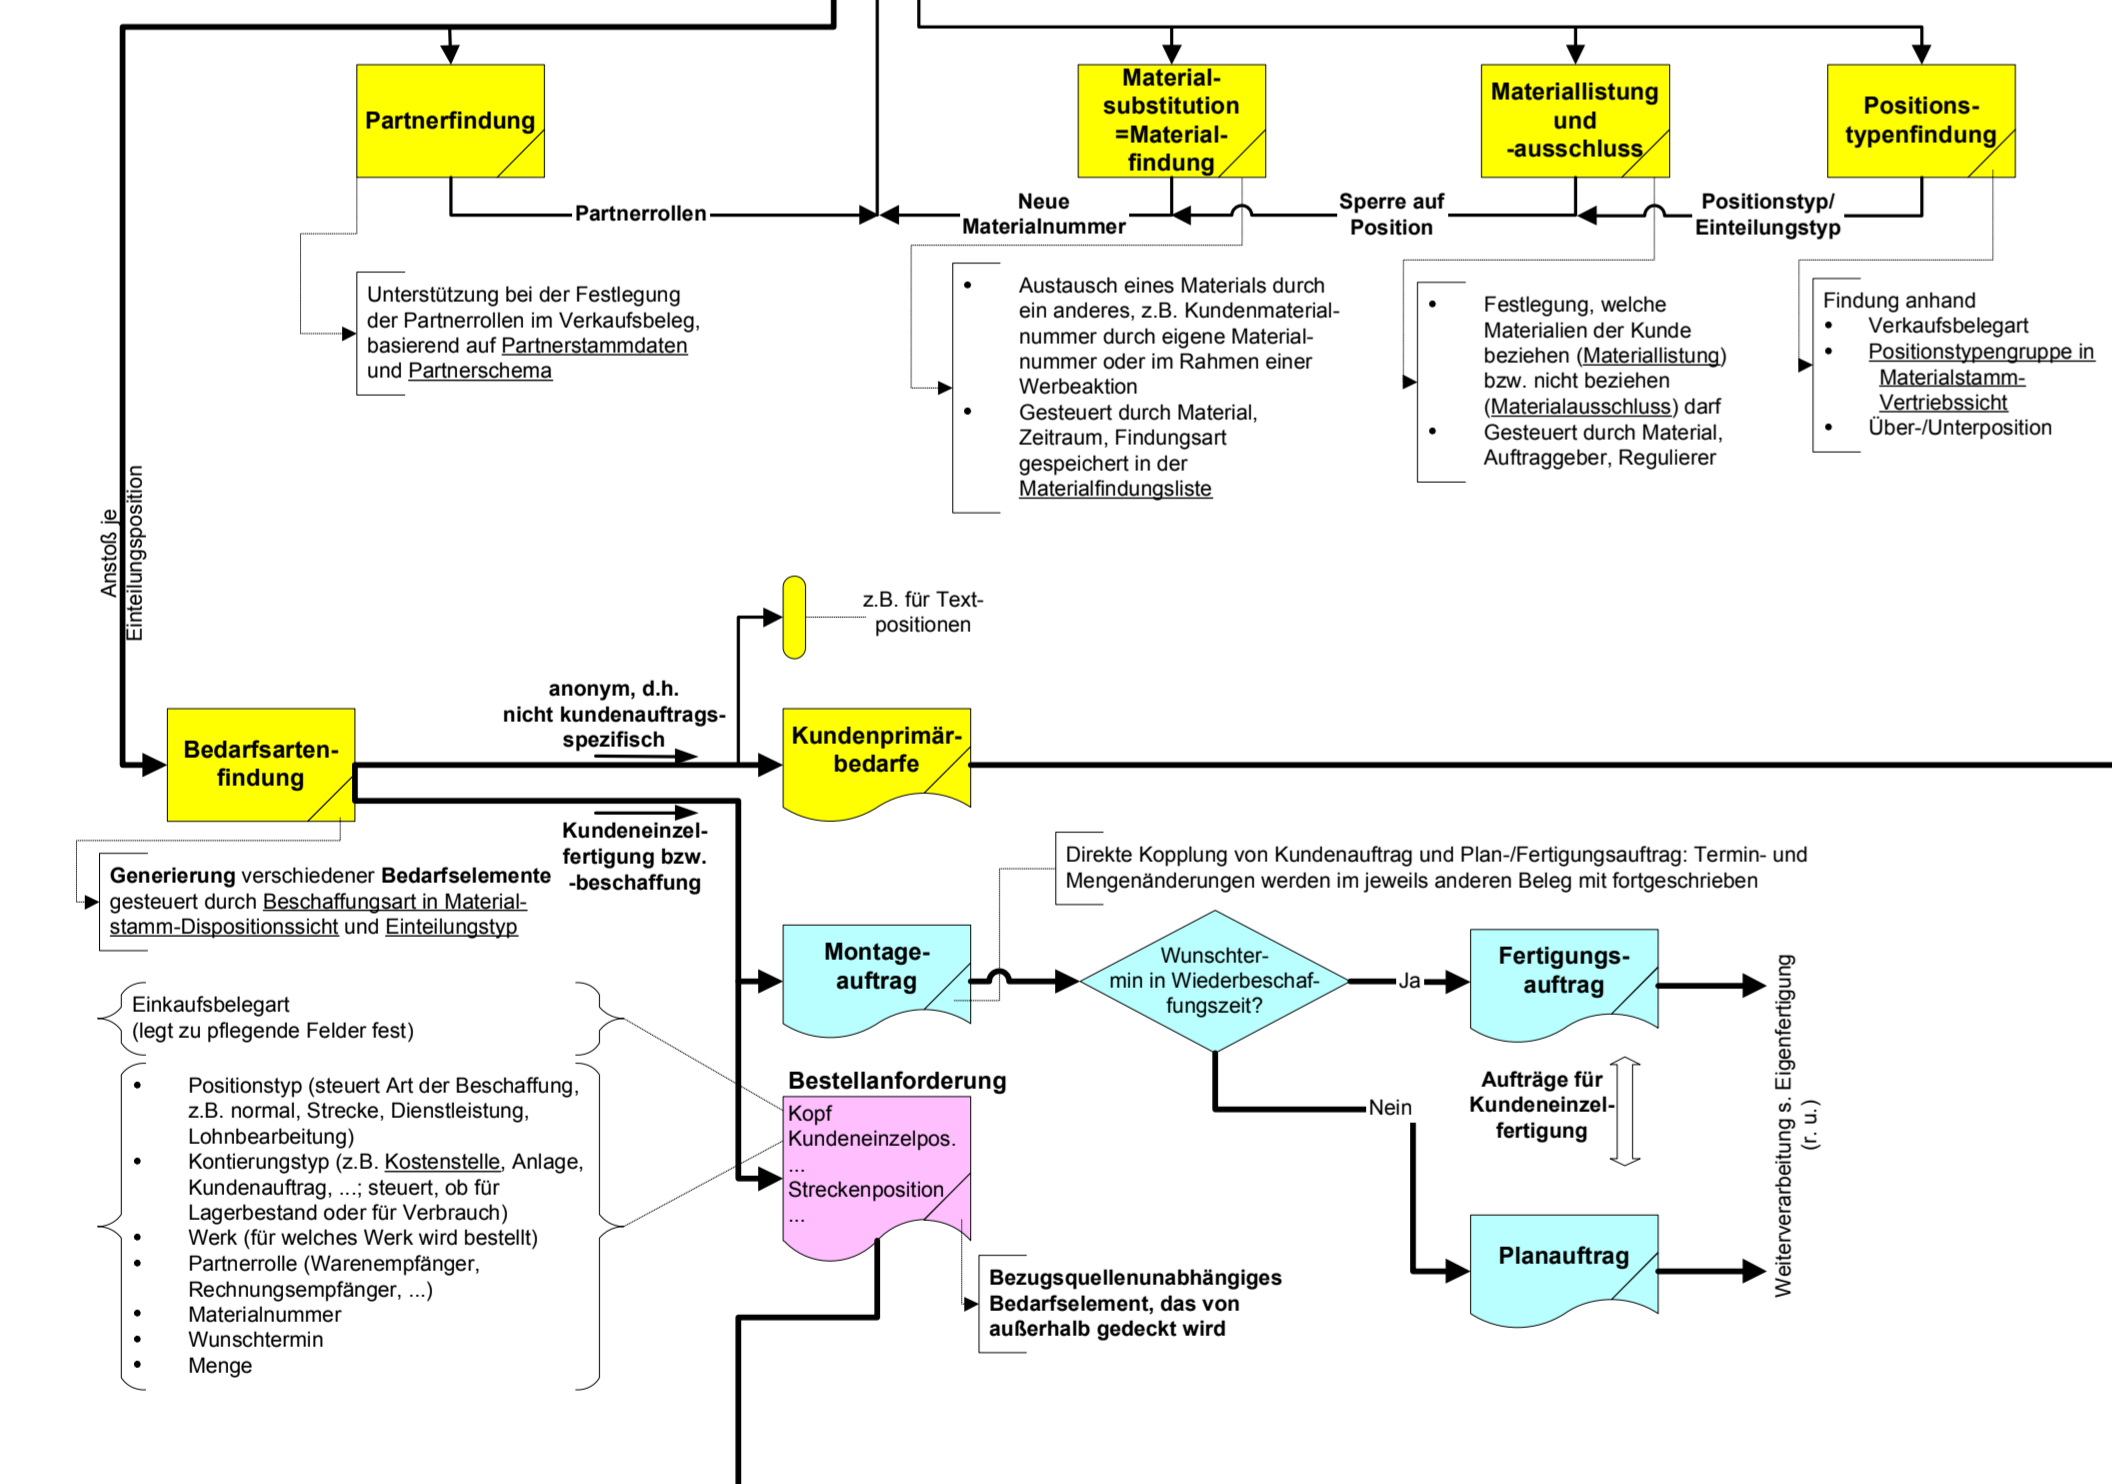 Partnerfindung
Material-
substitution
=Material-
findung
Materiallistung
und
-ausschluss
Positions-
typenfindung
Partnerrollen
Neue
Materialnummer
Sperre auf
Position
Positionstyp/
Einteilungstyp
Unterstützung bei der Festlegung
der Partnerrollen im Verkaufsbeleg,
basierend auf Partnerstammdaten
und Partnerschema
• Austausch eines Materials durch
ein anderes, z.B. Kundenmaterial-
nummer durch eigene Material-
nummer oder im Rahmen einer
Werbeaktion
• Gesteuert durch Material,
Zeitraum, Findungsart
gespeichert in der
Materialfindungsliste
• Festlegung, welche
Materialien der Kunde
beziehen (Materiallistung)
bzw. nicht beziehen
(Materialausschluss) darf
• Gesteuert durch Material,
Auftraggeber, Regulierer
Findung anhand
• Verkaufsbelegart
• Positionstypengruppe in
Materialstamm-
Vertriebssicht
• Über-/Unterposition
Anstoß je
Einteilungsposition
z.B. für Text-
positionen
anonym, d.h.
nicht kundenauftrags-
spezifisch
Bedarfsarten-
findung
Kundenprimär-
bedarfe
Kundeneinzel-
fertigung bzw.
-beschaffung
Generierung verschiedener Bedarfselemente
gesteuert durch Beschaffungsart in Material-
stamm-Dispositionssicht und Einteilungstyp
Direkte Kopplung von Kundenauftrag und Plan-/Fertigungsauftrag: Termin- und
Mengenänderungen werden im jeweils anderen Beleg mit fortgeschrieben
Montage-
auftrag
Wunschter-
min in Wiederbeschaf-
fungszeit?
Ja
Fertigungs-
auftrag
Nein
Aufträge für
Kundeneinzel-
fertigung
Planauftrag
Weiterverarbeitung s. Eigenfertigung
(r. u.)
Einkaufsbelegart
(legt zu pflegende Felder fest)
• Positionstyp (steuert Art der Beschaffung,
z.B. normal, Strecke, Dienstleistung,
Lohnbearbeitung)
• Kontierungstyp (z.B. Kostenstelle, Anlage,
Kundenauftrag, ...; steuert, ob für
Lagerbestand oder für Verbrauch)
• Werk (für welches Werk wird bestellt)
• Partnerrolle (Warenempfänger,
Rechnungsempfänger, ...)
• Materialnummer
• Wunschtermin
• Menge
Bestellanforderung
Kopf
Kundeneinzelpos.
...
Streckenposition
...
Bezugsquellenunabhängiges
Bedarfselement, das von
außerhalb gedeckt wird